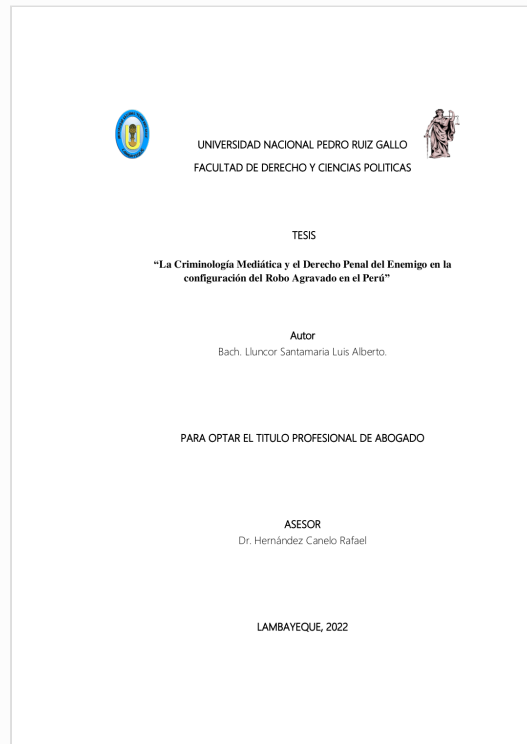 UNIVERSIDAD NACIONAL PEDRO RUIZ GALLO
FACULTAD DE DERECHO Y CIENCIAS POLITICAS
TESIS
“La Criminología Mediática y el Derecho Penal del Enemigo en la
configuración del Robo Agravado en el Perú”
Autor
Bach. Lluncor Santamaria Luis Alberto.
PARA OPTAR EL TITULO PROFESIONAL DE ABOGADO
ASESOR
Dr. Hernández Canelo Rafael
LAMBAYEQUE, 2022